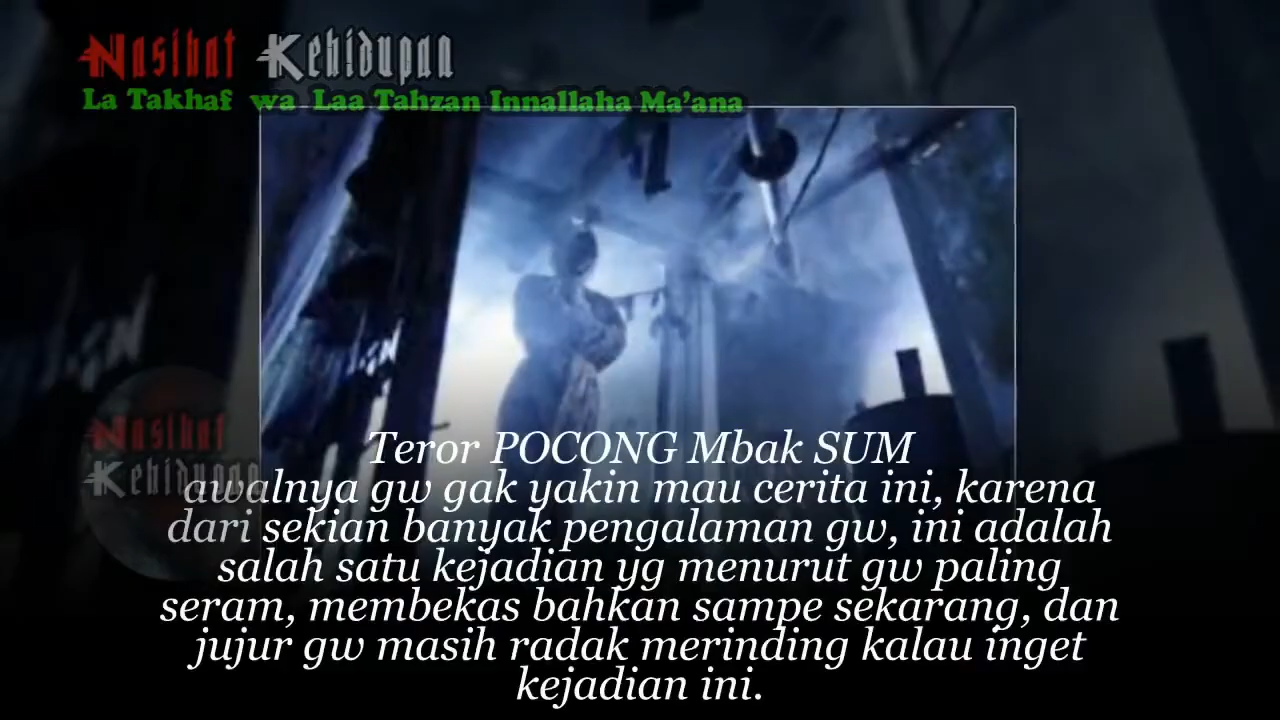 Nasihat Kehidupan
La Takhaf wa Laa Tahzan Innallaha Ma'ana
Nasihat
Kehidupan
Teror POCONG Mbak SUM
awalnya gw gak yakin mau cerita ini, karena
dari sekian banyak pengalaman gw, ini adalah
salah satu kejadian yg menurut gw paling
seram, membekas bahkan sampe sekarang, dan
jujur gw masih radak merinding kalau inget
kejadian ini.